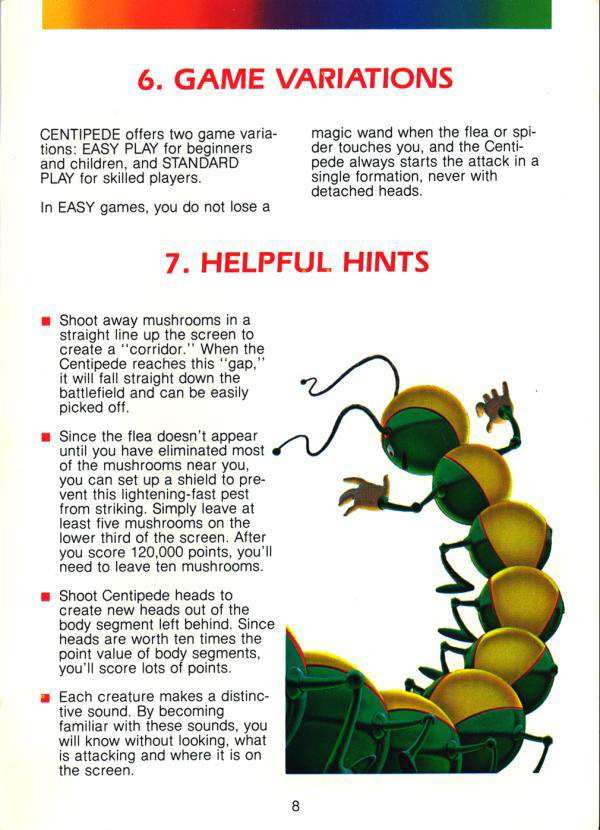 6. GAME VARIATIONS
CENTIPEDE offers two game varia-
tions: EASY PLAY for beginners
and children, and STANDARD
PLAY for skilled players.
In EASY games, you do not lose a
magic wand when the flea or spi-
der touches you, and the Centi-
pede always starts the attack in a
single formation, never with
detached heads.
7. HELPFUL HINTS
■ Shoot away mushrooms in a
straight line up the screen to
create a "corridor." When the
Centipede reaches this "gap,"
it will fall straight down the
battlefield and can be easily
picked off.
■ Since the flea doesn't appear
until you have eliminated most
of the mushrooms near you,
you can set up a shield to pre-
vent this lightening-fast pest
from striking. Simply leave at
least five mushrooms on the
lower third of the screen. After
you score 120,000 points, you'll
need to leave ten mushrooms.
■ Shoot Centipede heads to
create new heads out of the
body segment left behind. Since
heads are worth ten times the
point value of body segments,
you'll score lots of points.
■ Each creature makes a distinc-
tive sound. By becoming
familiar with these sounds, you
will know without looking, what
is attacking and where it is on
the screen.
8